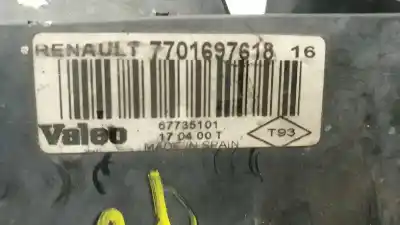 RENAULT 7701697618 16
Valeo
67735101
17 04 00 T
T93
MADE IN SPAIN